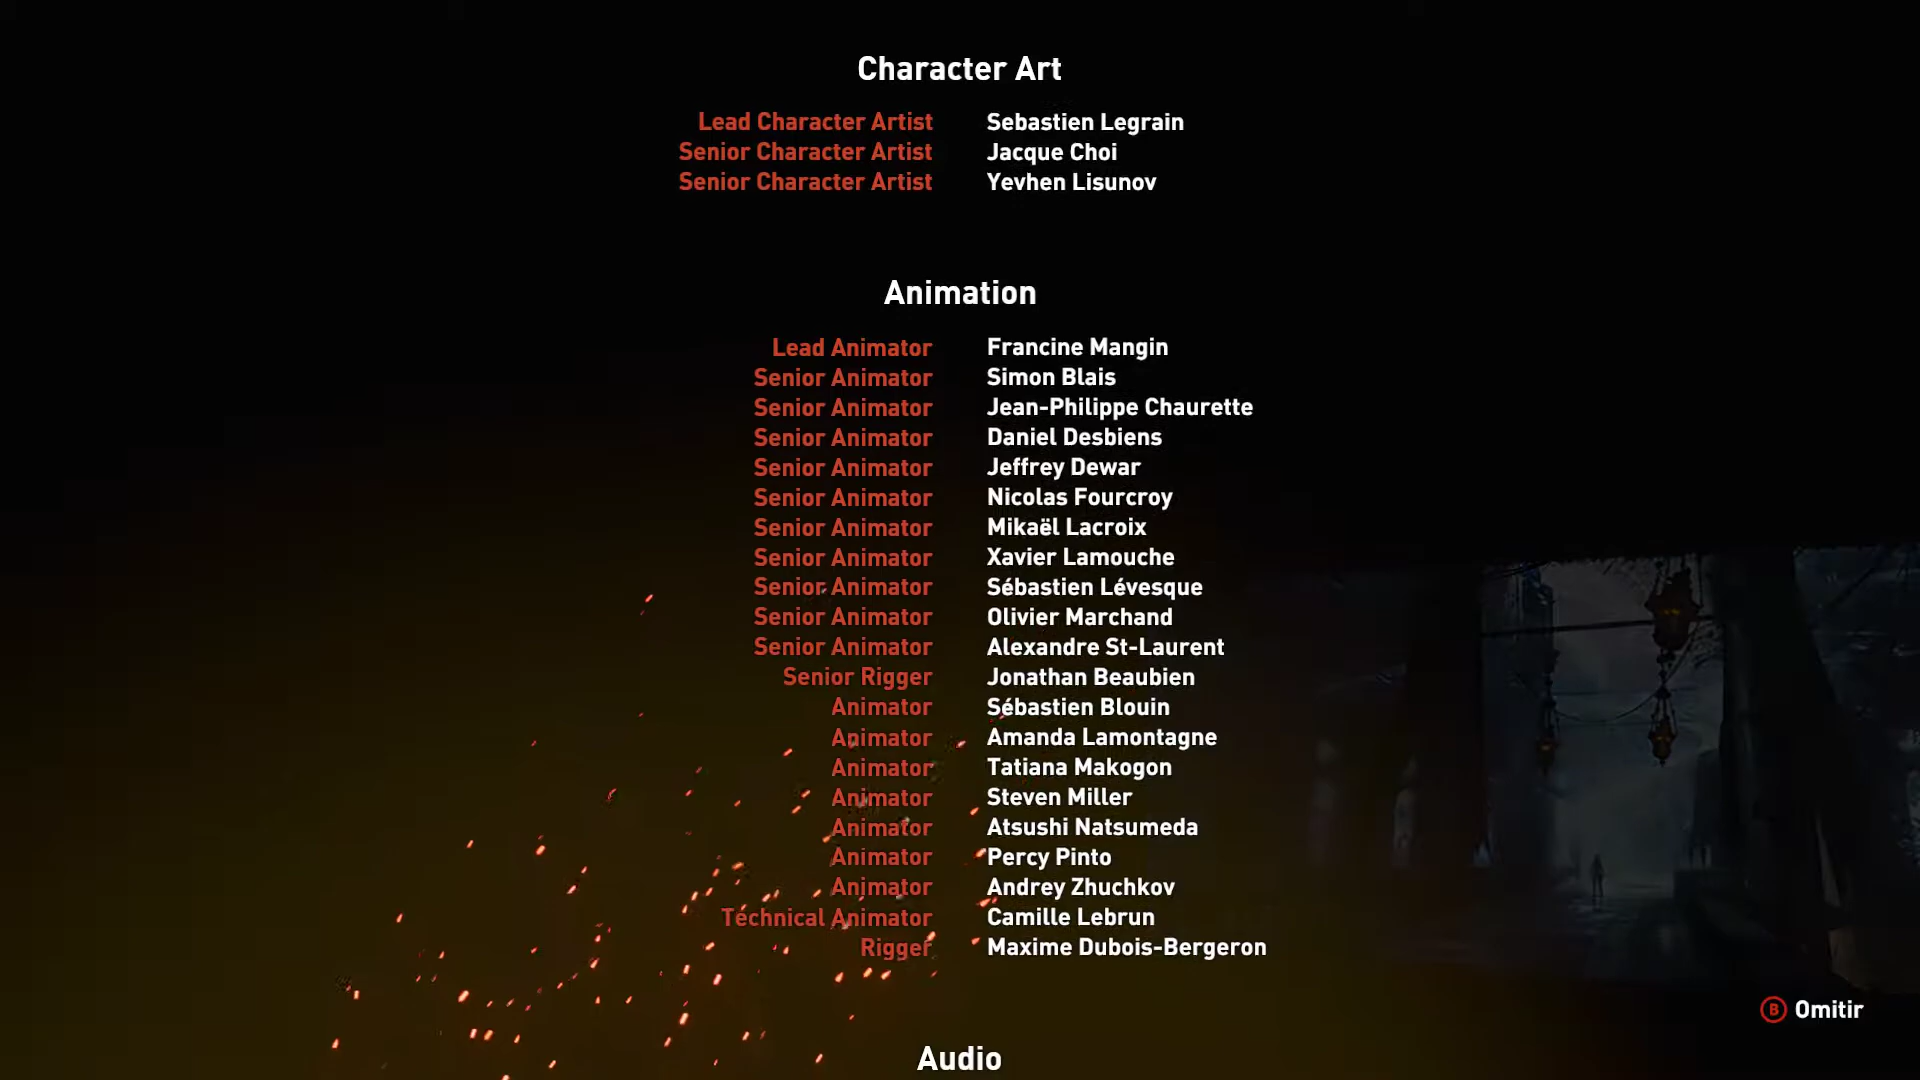 Character Art
Lead Character Artist Sebastien Legrain
Senior Character Artist Jacque Choi
Senior Character Artist Yevhen Lisunov
Animation
Lead Animator Francine Mangin
Senior Animator Simon Blais
Senior Animator Jean-Philippe Chaurette
Senior Animator Daniel Desbiens
Senior Animator Jeffrey Dewar
Senior Animator Nicolas Fourcroy
Senior Animator Mikaël Lacroix
Senior Animator Xavier Lamouche
Senior Animator Sébastien Lévesque
Senior Animator Olivier Marchand
Senior Animator Alexandre St-Laurent
Senior Rigger Jonathan Beaubien
Animator Sébastien Blouin
Animator Amanda Lamontagne
Animator Tatiana Makogon
Animator Steven Miller
Animator Atsushi Natsumeda
Animator Percy Pinto
Animator Andrey Zhuchkov
Technical Animator Camille Lebrun
Rigger Maxime Dubois-Bergeron
B Omitir
Audio